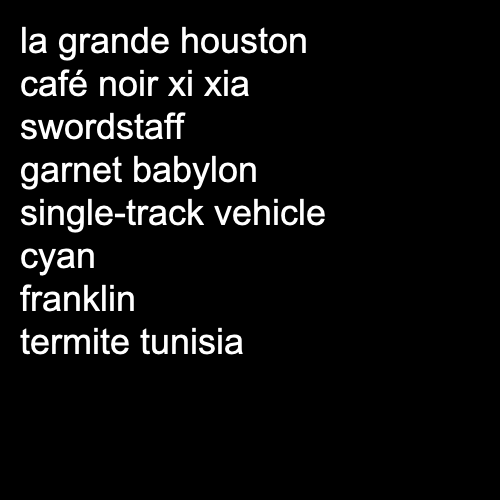 la grande houston
café noir xi xia
swordstaff
garnet babylon
single-track vehicle
cyan
franklin
termite tunisia